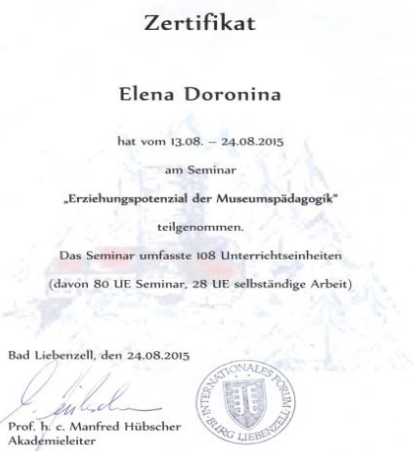 Zertifikat
Elena Doronina
hat vom 13.08. – 24.08.2015
am Seminar
„Erziehungspotenzial der Museumspädagogik“
teilgenommen.
Das Seminar umfasste 108 Unterrichtseinheiten
(davon 80 UE Seminar, 28 UE selbständige Arbeit)
Bad Liebenzell, den 24.08.2015
INTERNATIONALES FORUM
BURG LIEBENZELL
Prof. h. c. Manfred Hübscher
Akademieleiter